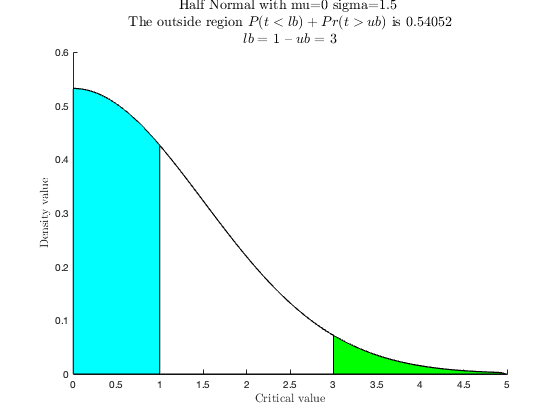 Half Normal with mu=0 sigma=1.5
The outside region P(t < lb) + Pr(t > ub) is 0.54052
lb = 1 – ub = 3
0.6
0.5
0.4
0.3
0.2
0.1
0
Density value
0 0.5 1 1.5 2 2.5 3 3.5 4 4.5 5
Critical value